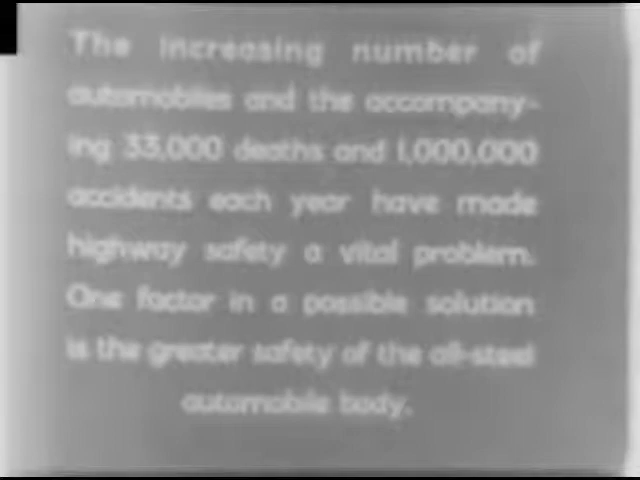 The increasing number of
automobiles and the accompany-
ing 33,000 deaths and 1,000,000
accidents each year have made
highway safety a vital problem.
One factor in a possible solution
is the greater safety of the all-steel
automobile body.